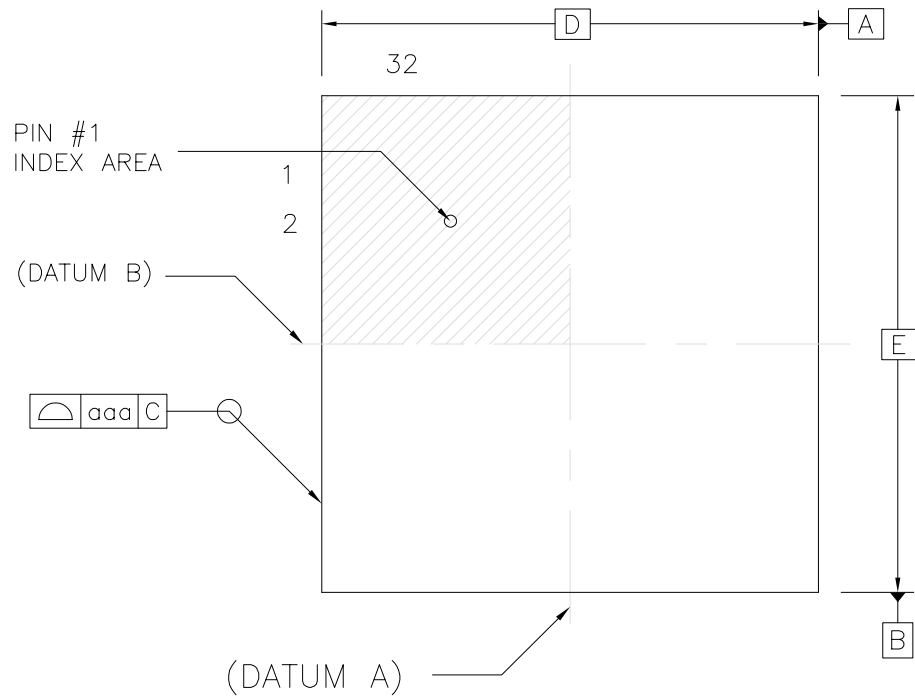 D
A
32
PIN #1
INDEX AREA
1
2
(DATUM B)
E
aaa C
B
(DATUM A)